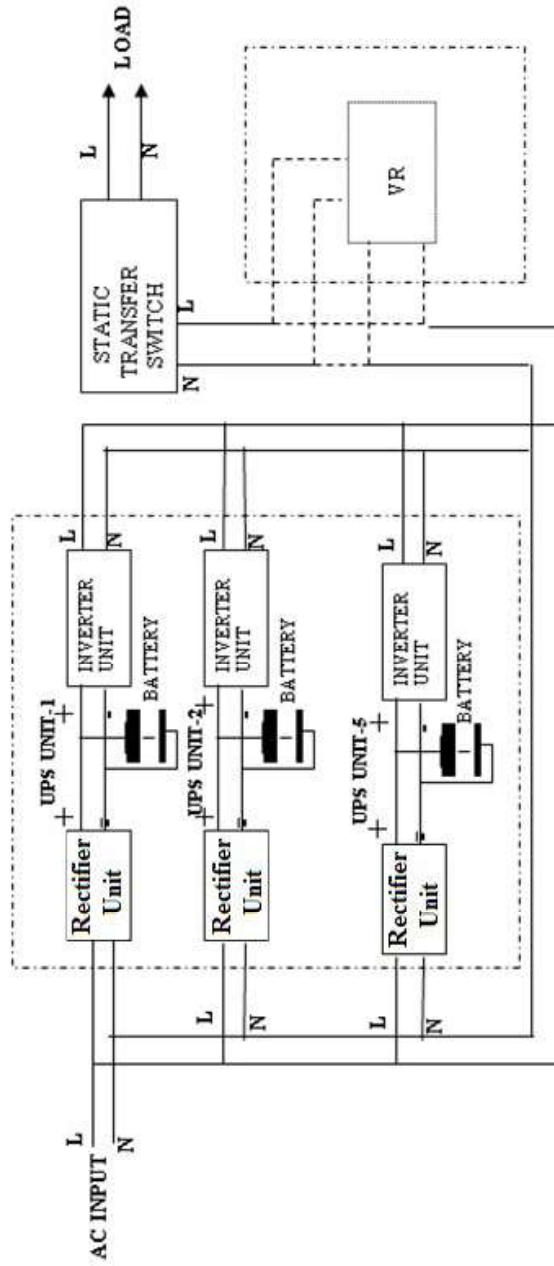 AC INPUT
L
N
L
N
L
N
UPS UNIT-1
Rectifier
Unit
+
-
+
-
BATTERY
INVERTER
UNIT
L
N
UPS UNIT-2
Rectifier
Unit
+
-
+
-
BATTERY
INVERTER
UNIT
L
N
UPS UNIT-5
Rectifier
Unit
+
-
+
-
BATTERY
INVERTER
UNIT
L
N
STATIC
TRANSFER
SWITCH
N
L
L
N
LOAD
VR